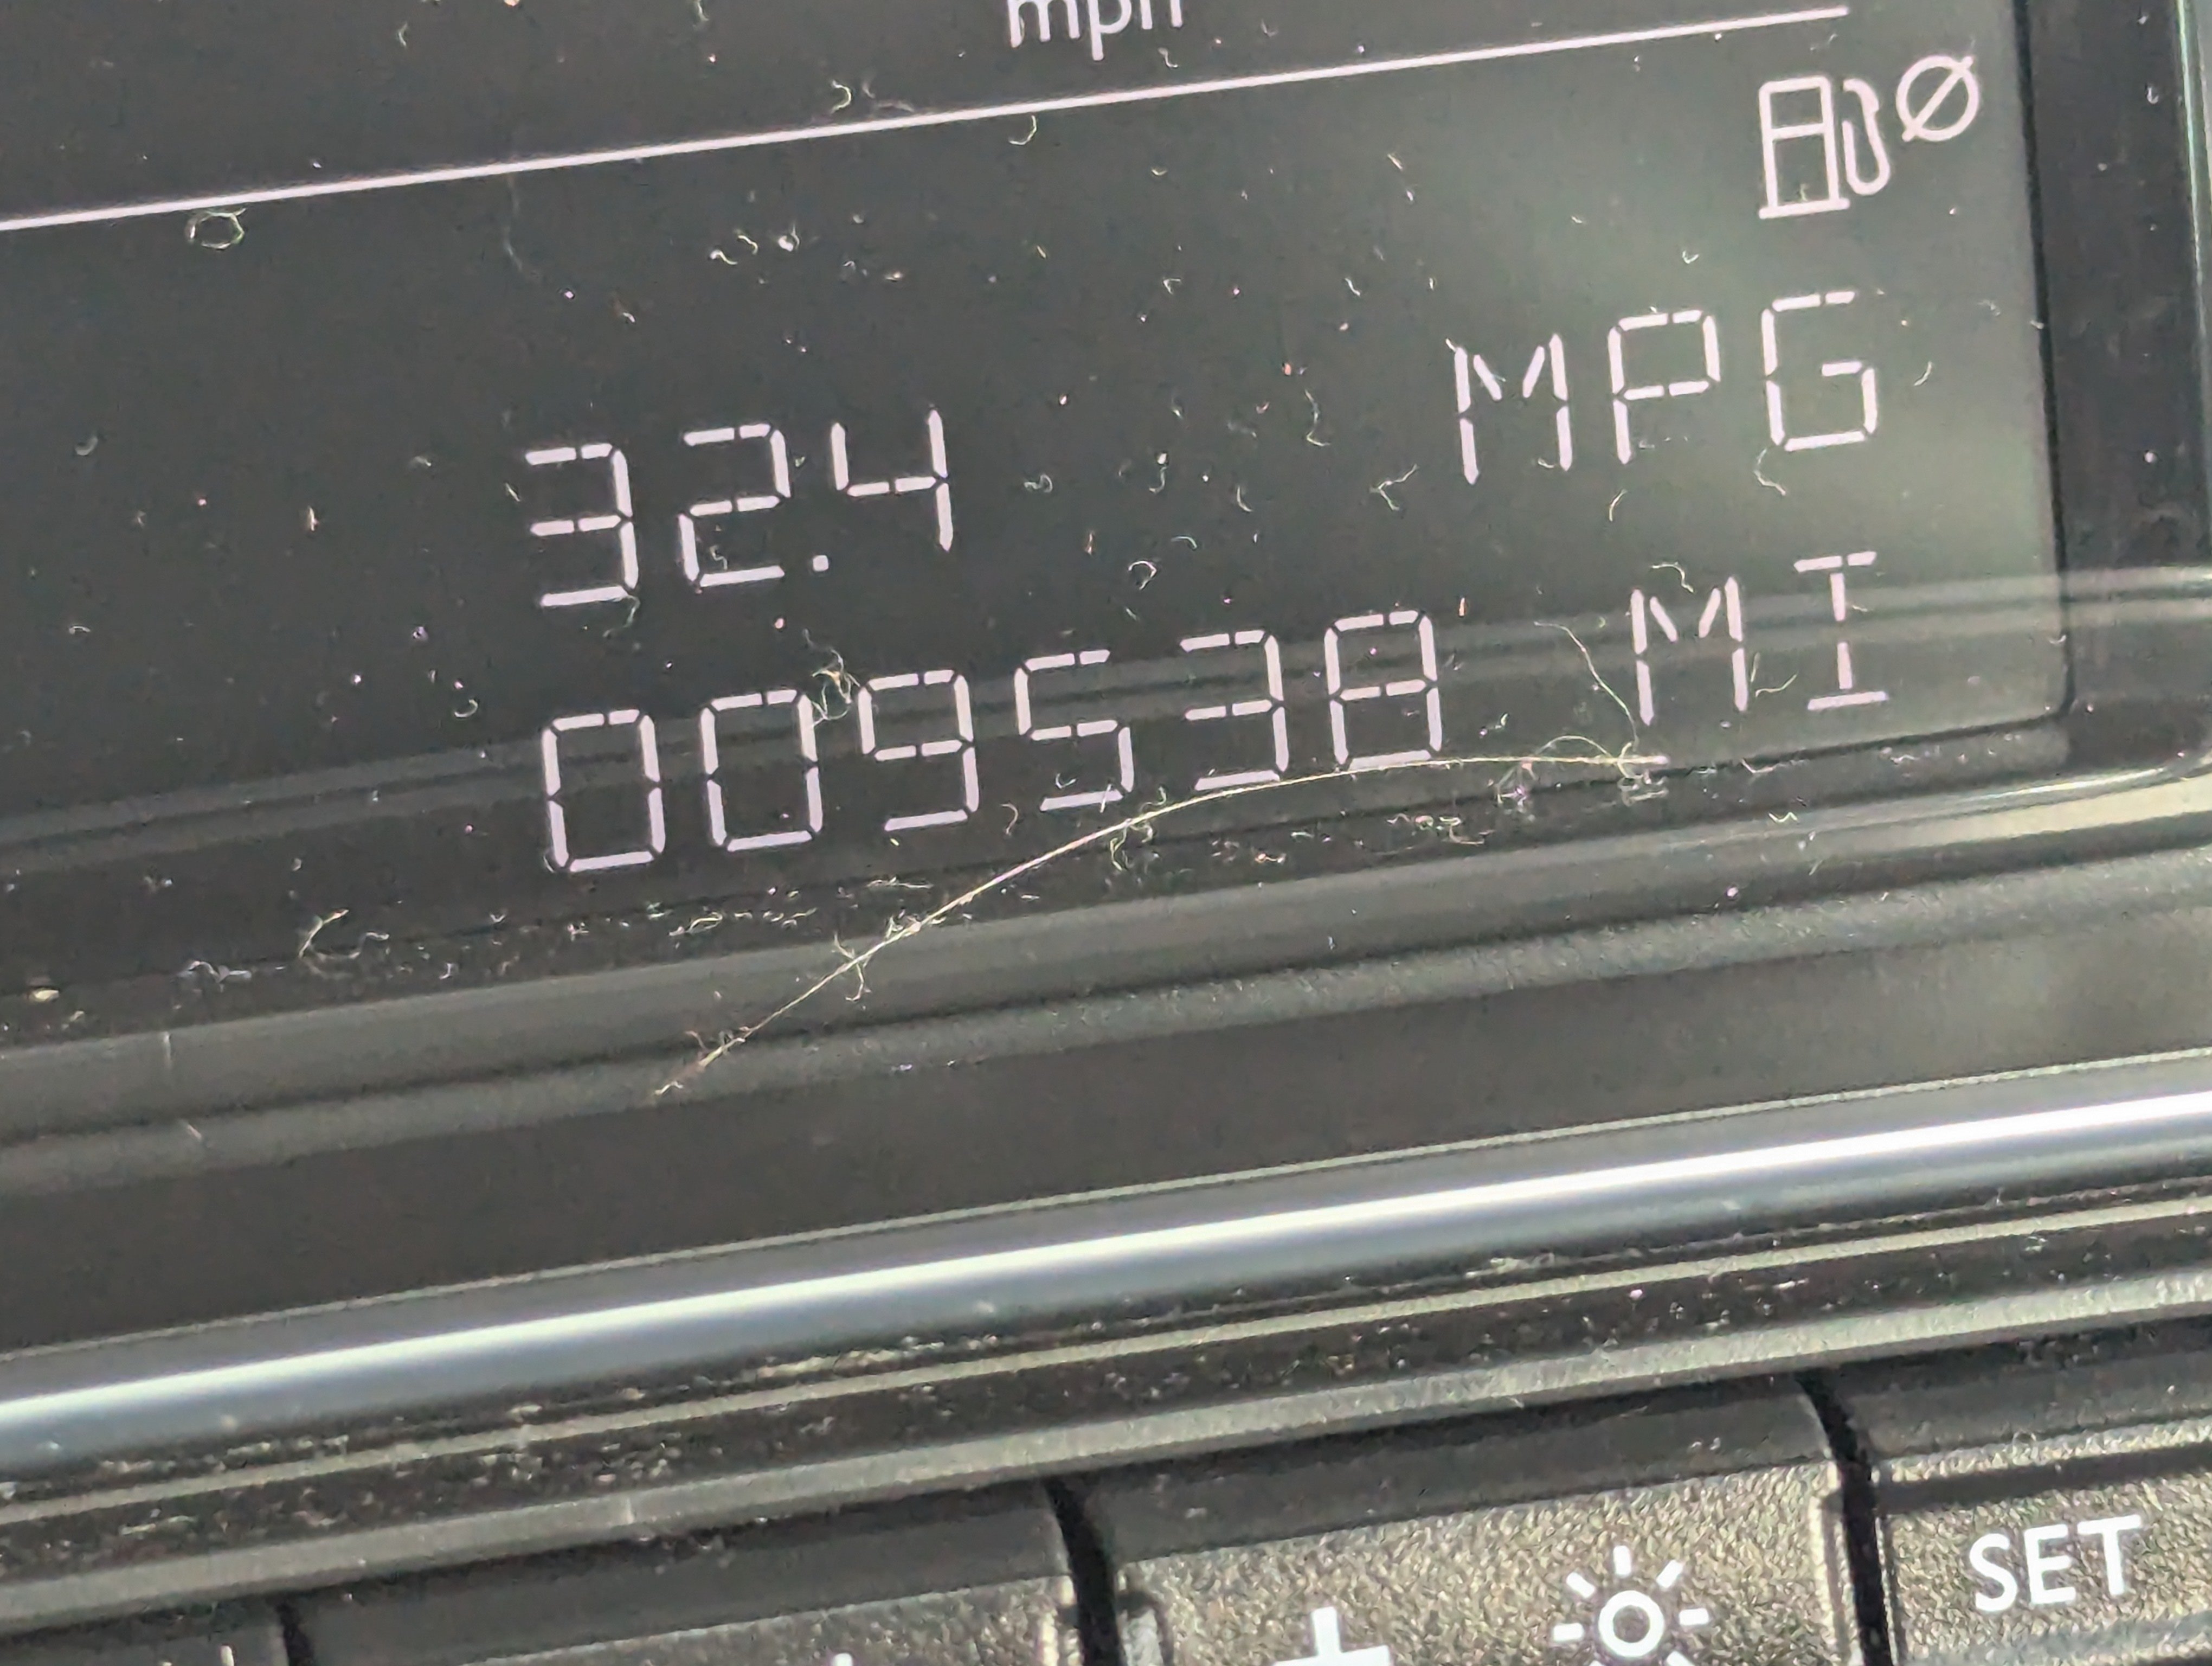 mph
Ø
32.4 MPG
009538 MI
+
SET